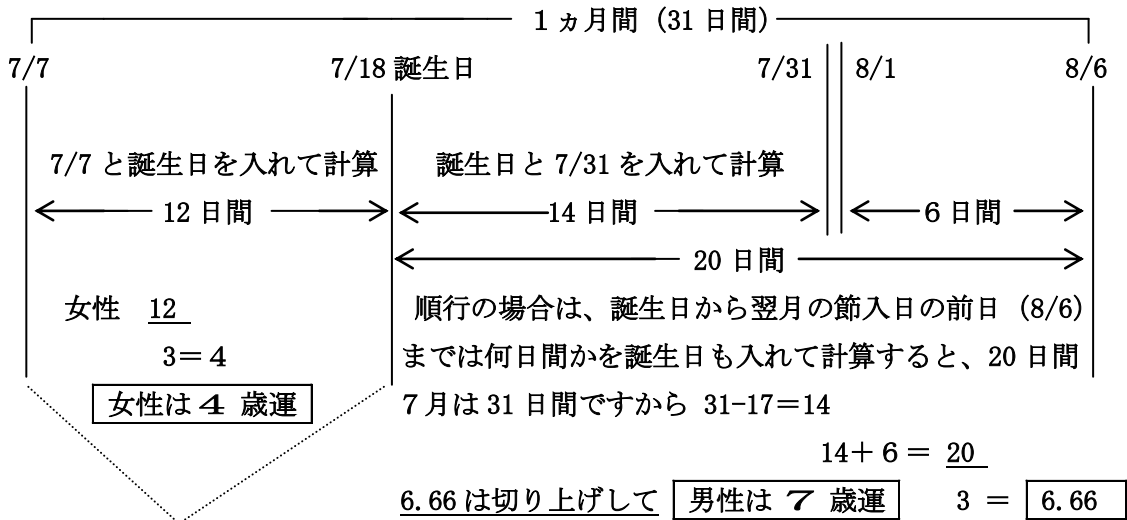 １ヵ月間（31日間）
7/7 7/18誕生日 7/31 8/1 8/6
7/7と誕生日を入れて計算 誕生日と7/31を入れて計算
12日間 14日間 ６日間
20日間
女性 12 順行の場合は、誕生日から翌月の節入日の前日（8/6）
3＝4 までは何日間かを誕生日も入れて計算すると、20日間
女性は４ 歳運 ７月は31日間ですから 31-17＝14
14＋６＝ 20
6.66は切り上げして 男性は ７ 歳運 3 ＝ 6.66